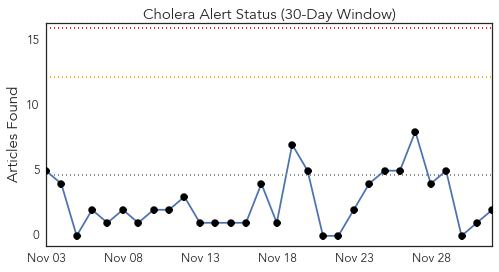 Cholera Alert Status (30-Day Window)
Articles Found
15
10
5
0
Nov 03 Nov 08 Nov 13 Nov 18 Nov 23 Nov 28